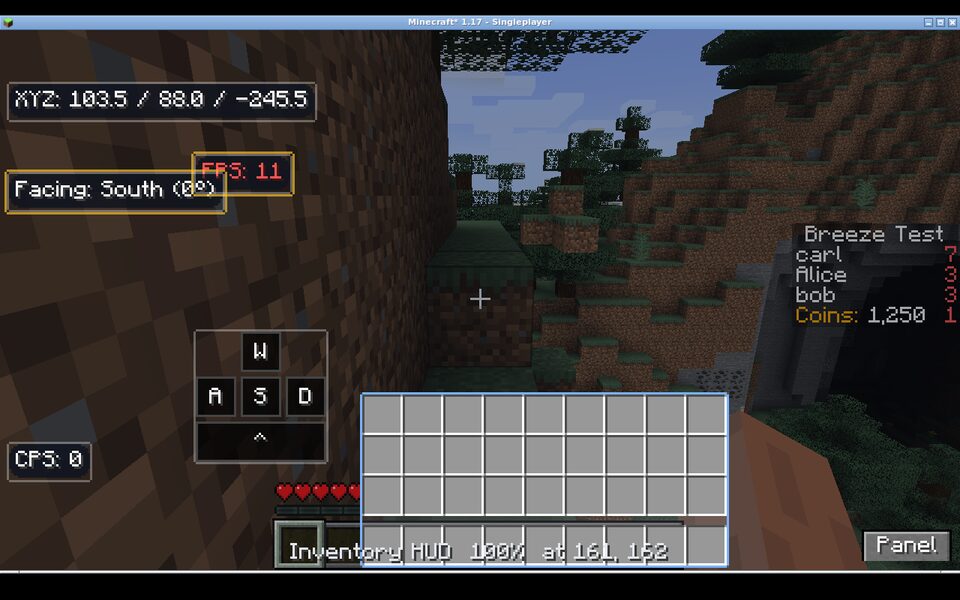 Minecraft* 1.17 - Singleplayer
XYZ: 103.5 / 88.0 / -245.5
FPS: 11
Facing: South (0°)
Breeze Test
carl 7
Alice 3
bob 3
Coins: 1,250 1
W
A S D
^
CPS: 0
Inventory HUD 100% at 161, 162
Panel